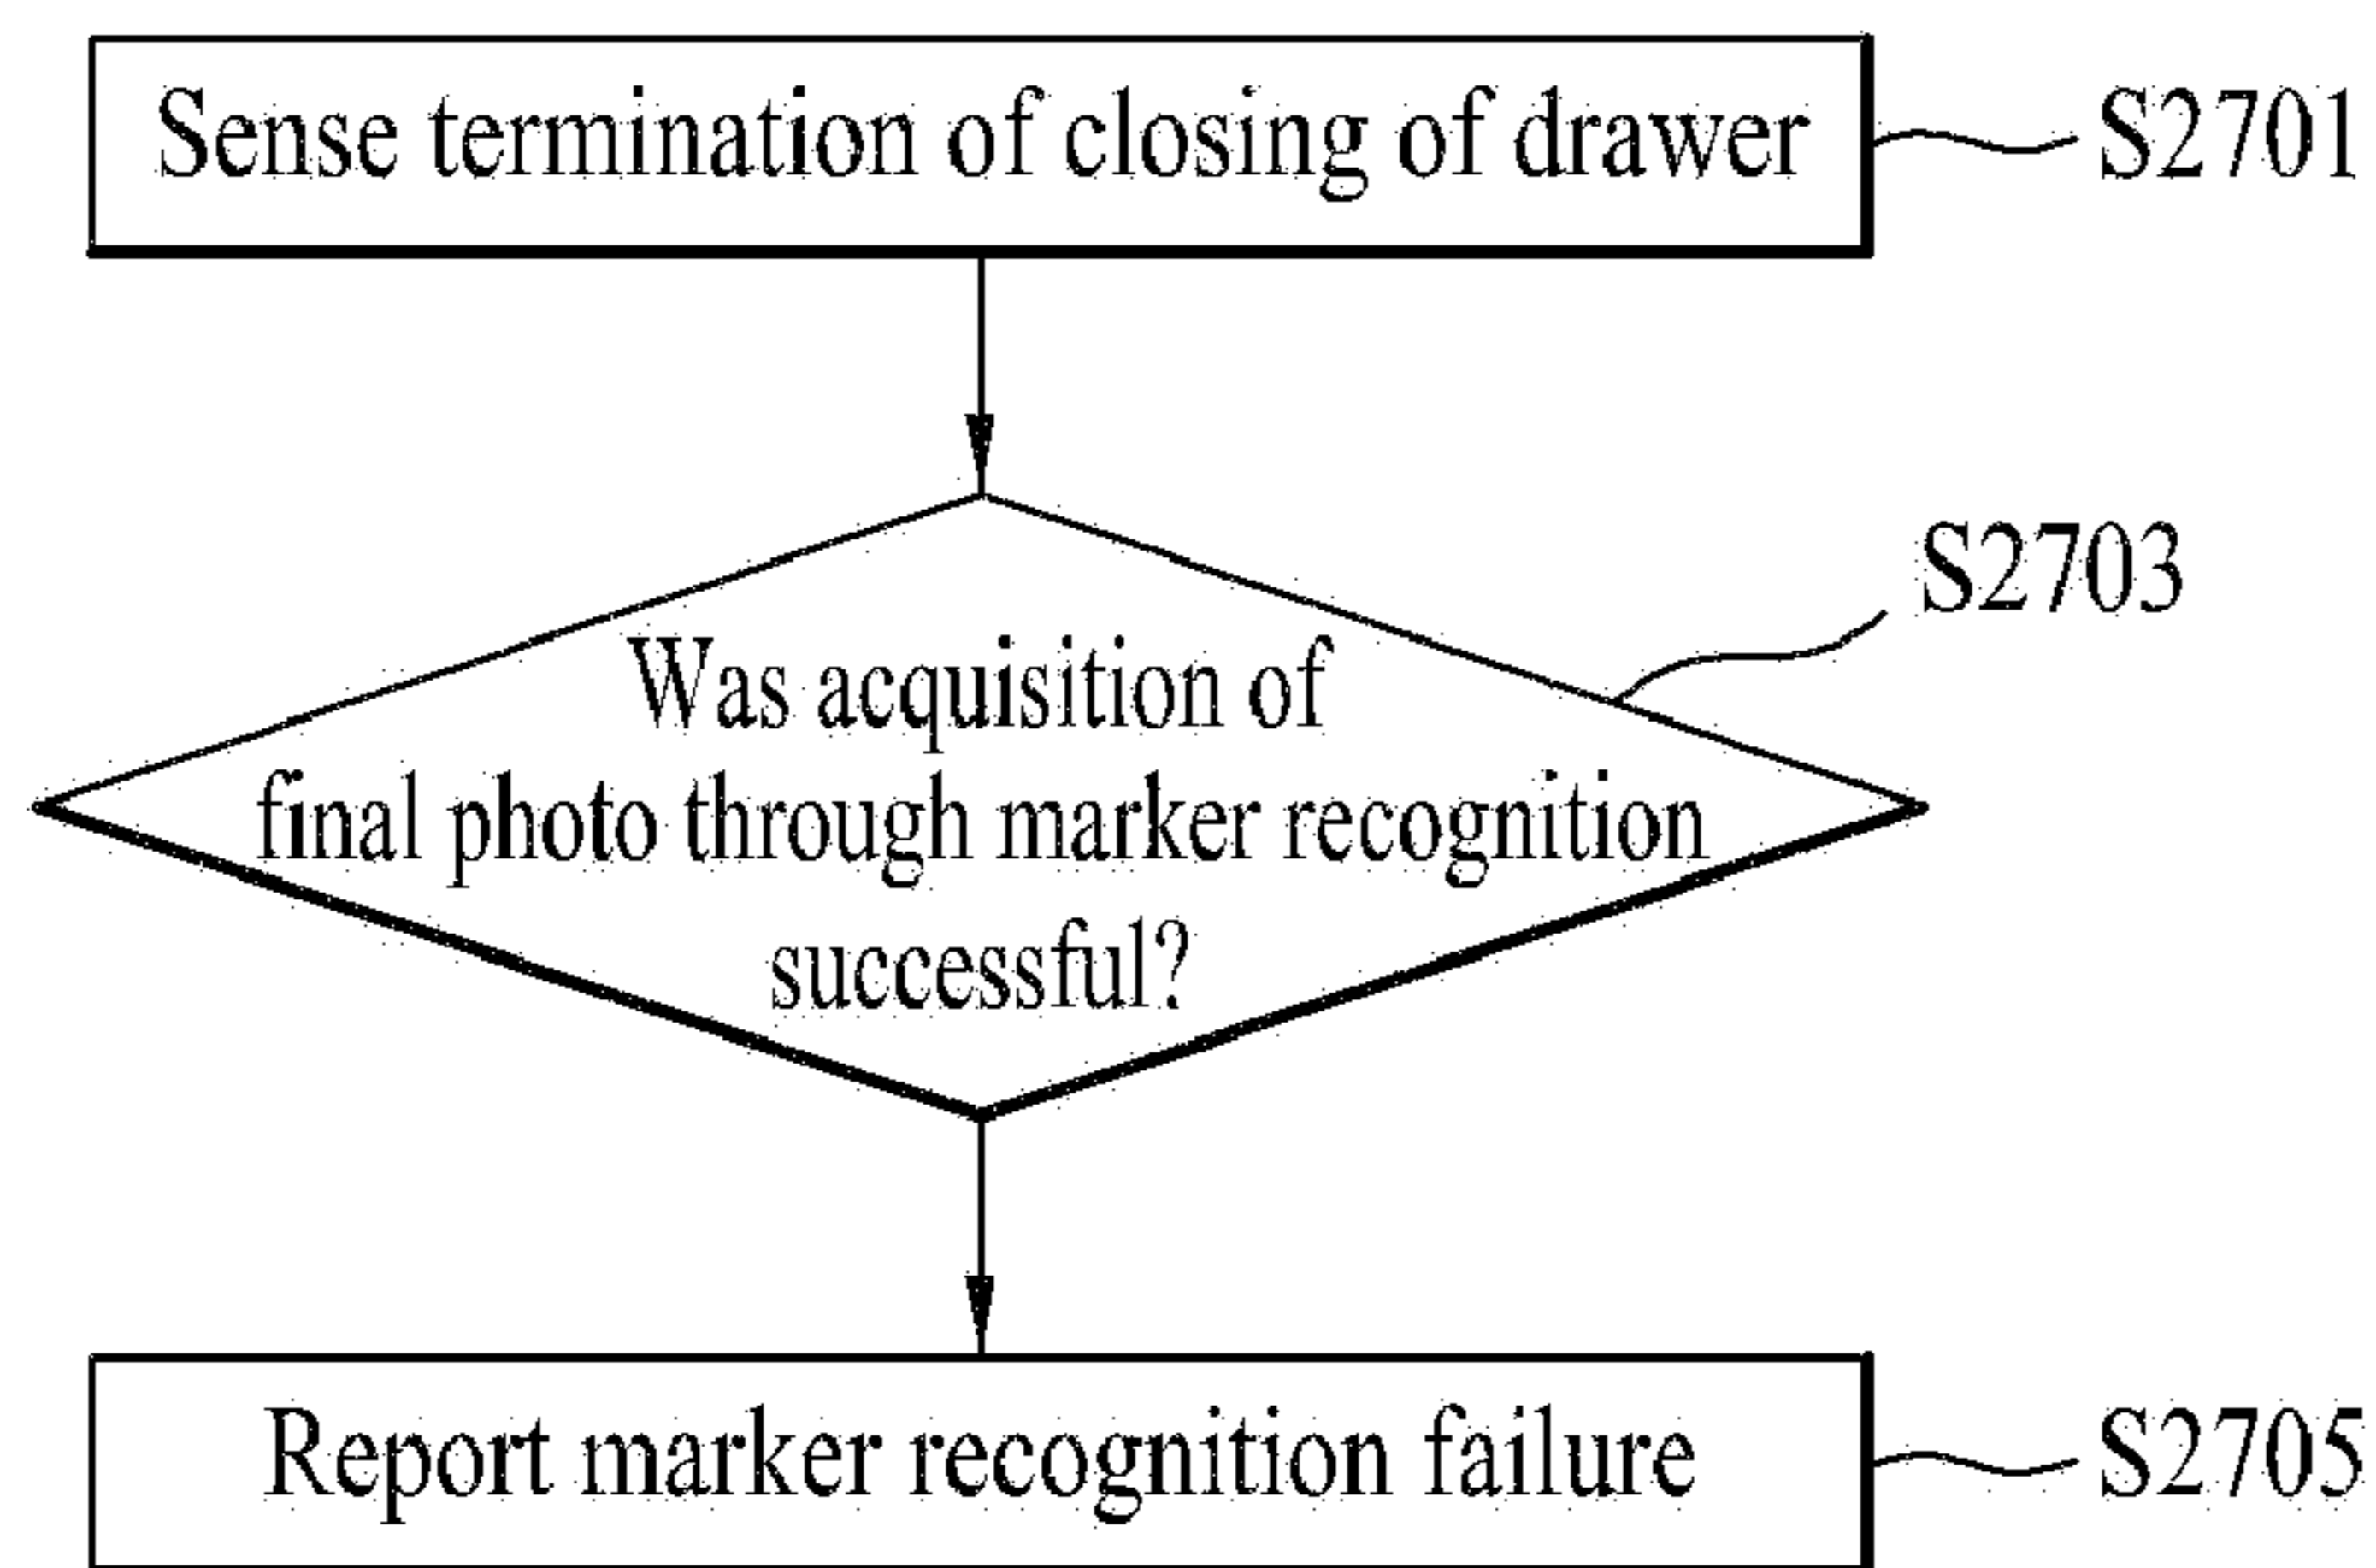 Sense termination of closing of drawer
S2701
S2703
Was acquisition of
final photo through marker recognition
successful?
Report marker recognition failure
S2705